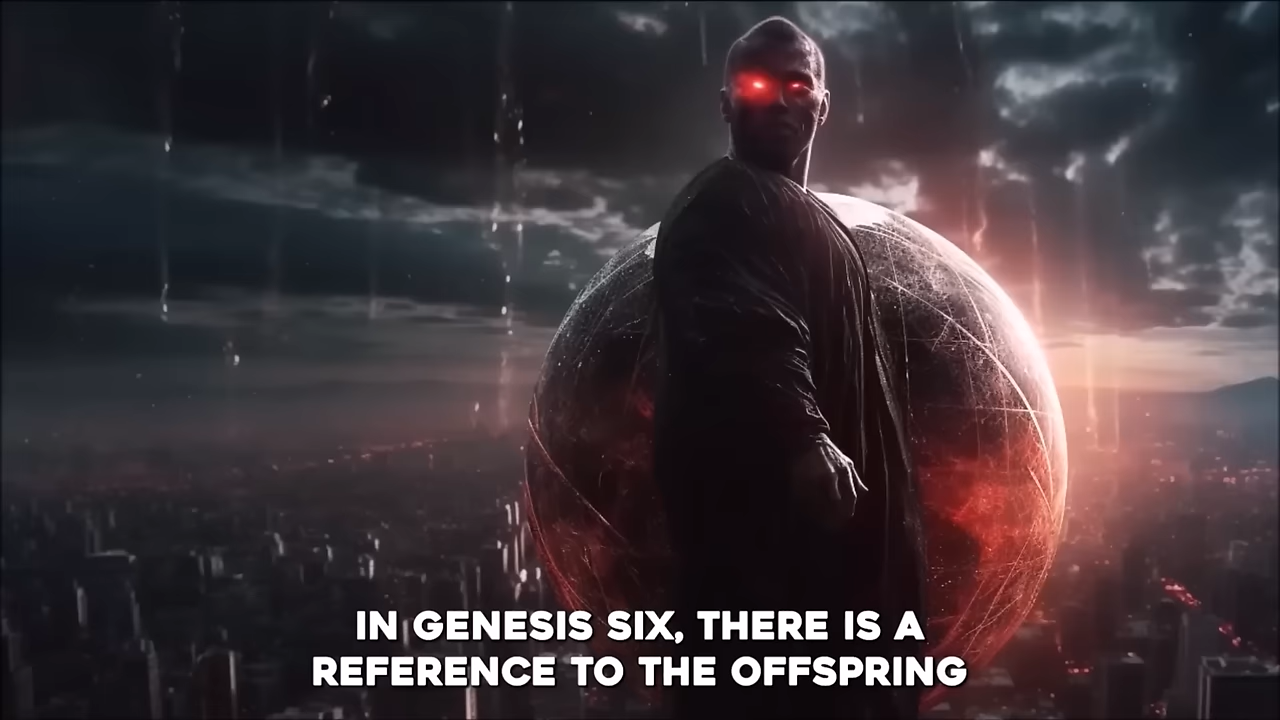 IN GENESIS SIX, THERE IS A
REFERENCE TO THE OFFSPRING